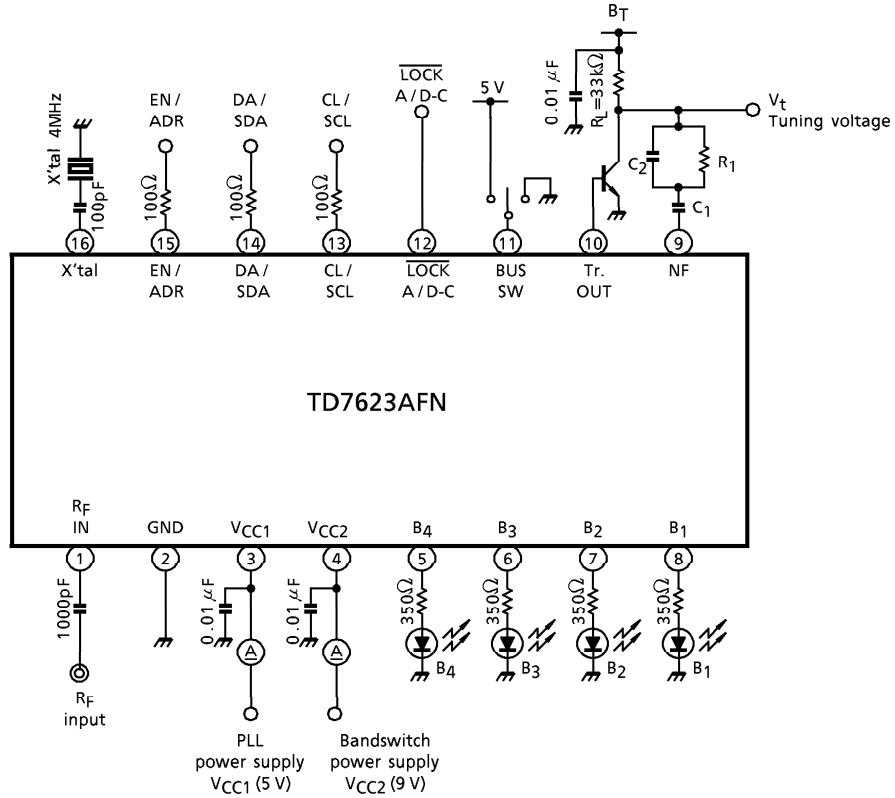 BT
0.01 μF
RL=33kΩ
Vt
Tuning voltage
C2
R1
C1
5 V
LOCK
A / D-C
CL /
SCL
DA /
SDA
EN /
ADR
X'tal 4MHz
100pF
100Ω
100Ω
100Ω
16
15
14
13
12
11
10
9
X'tal
EN /
ADR
DA /
SDA
CL /
SCL
LOCK
A / D-C
BUS
SW
Tr.
OUT
NF
TD7623AFN
RF
IN
GND
VCC1
VCC2
B4
B3
B2
B1
1
2
3
4
5
6
7
8
1000pF
0.01 μF
0.01 μF
350Ω
350Ω
350Ω
350Ω
A
A
B4
B3
B2
B1
RF
input
PLL
power supply
VCC1 (5 V)
Bandswitch
power supply
VCC2 (9 V)